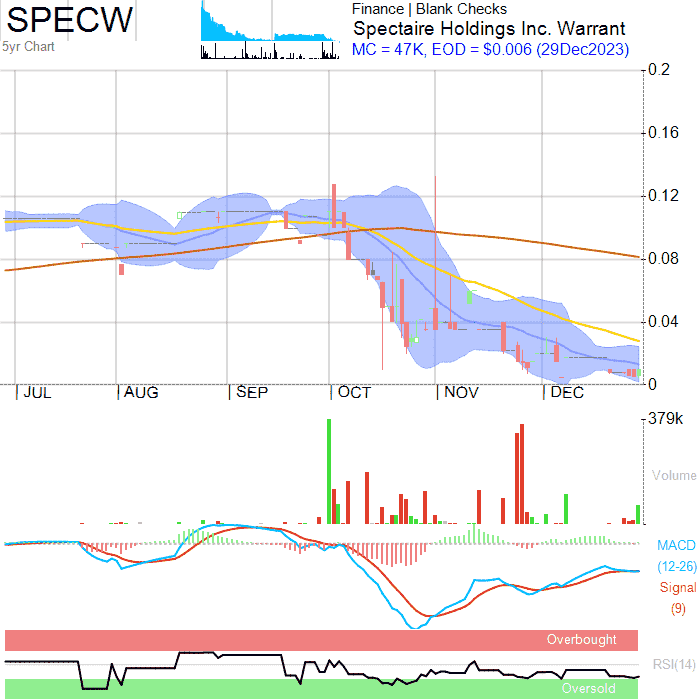 SPECW
5yr Chart
Finance | Blank Checks
Spectaire Holdings Inc. Warrant
MC = 47K, EOD = $0.006 (29Dec2023)
0.2
0.16
0.12
0.08
0.04
0
JUL AUG SEP OCT NOV DEC
379k
Volume
MACD
(12-26)
Signal
(9)
Overbought
RSI(14)
Oversold